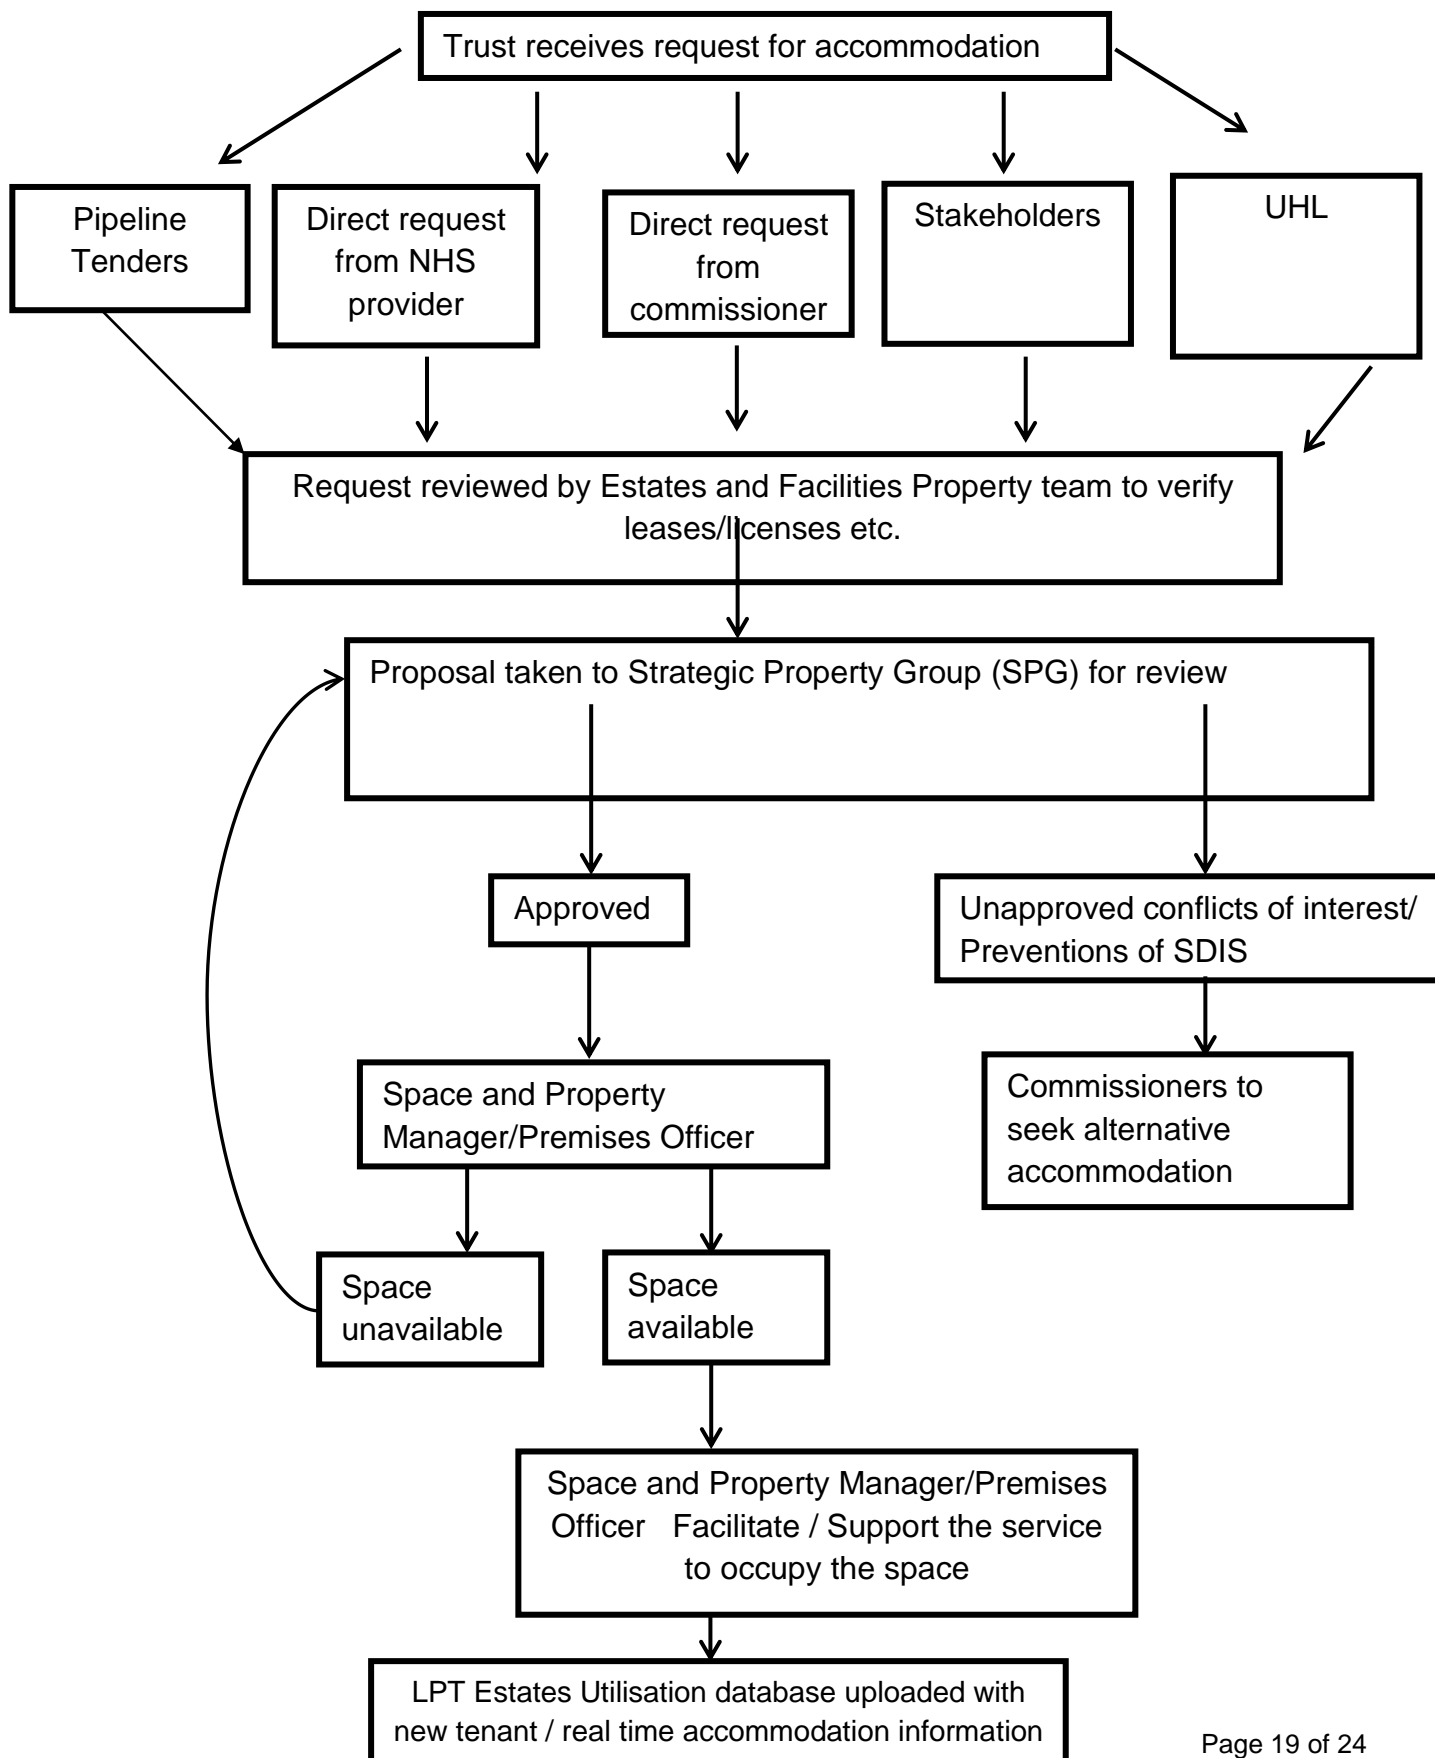 Trust receives request for accommodation
Pipeline
Tenders
Direct request
from NHS
provider
Direct request
from
commissioner
Stakeholders
UHL
Request reviewed by Estates and Facilities Property team to verify
leases/licenses etc.
Proposal taken to Strategic Property Group (SPG) for review
Approved
Unapproved conflicts of interest/
Preventions of SDIS
Space and Property
Manager/Premises Officer
Commissioners to
seek alternative
accommodation
Space
unavailable
Space
available
Space and Property Manager/Premises
Officer Facilitate / Support the service
to occupy the space
LPT Estates Utilisation database uploaded with
new tenant / real time accommodation information
Page 19 of 24